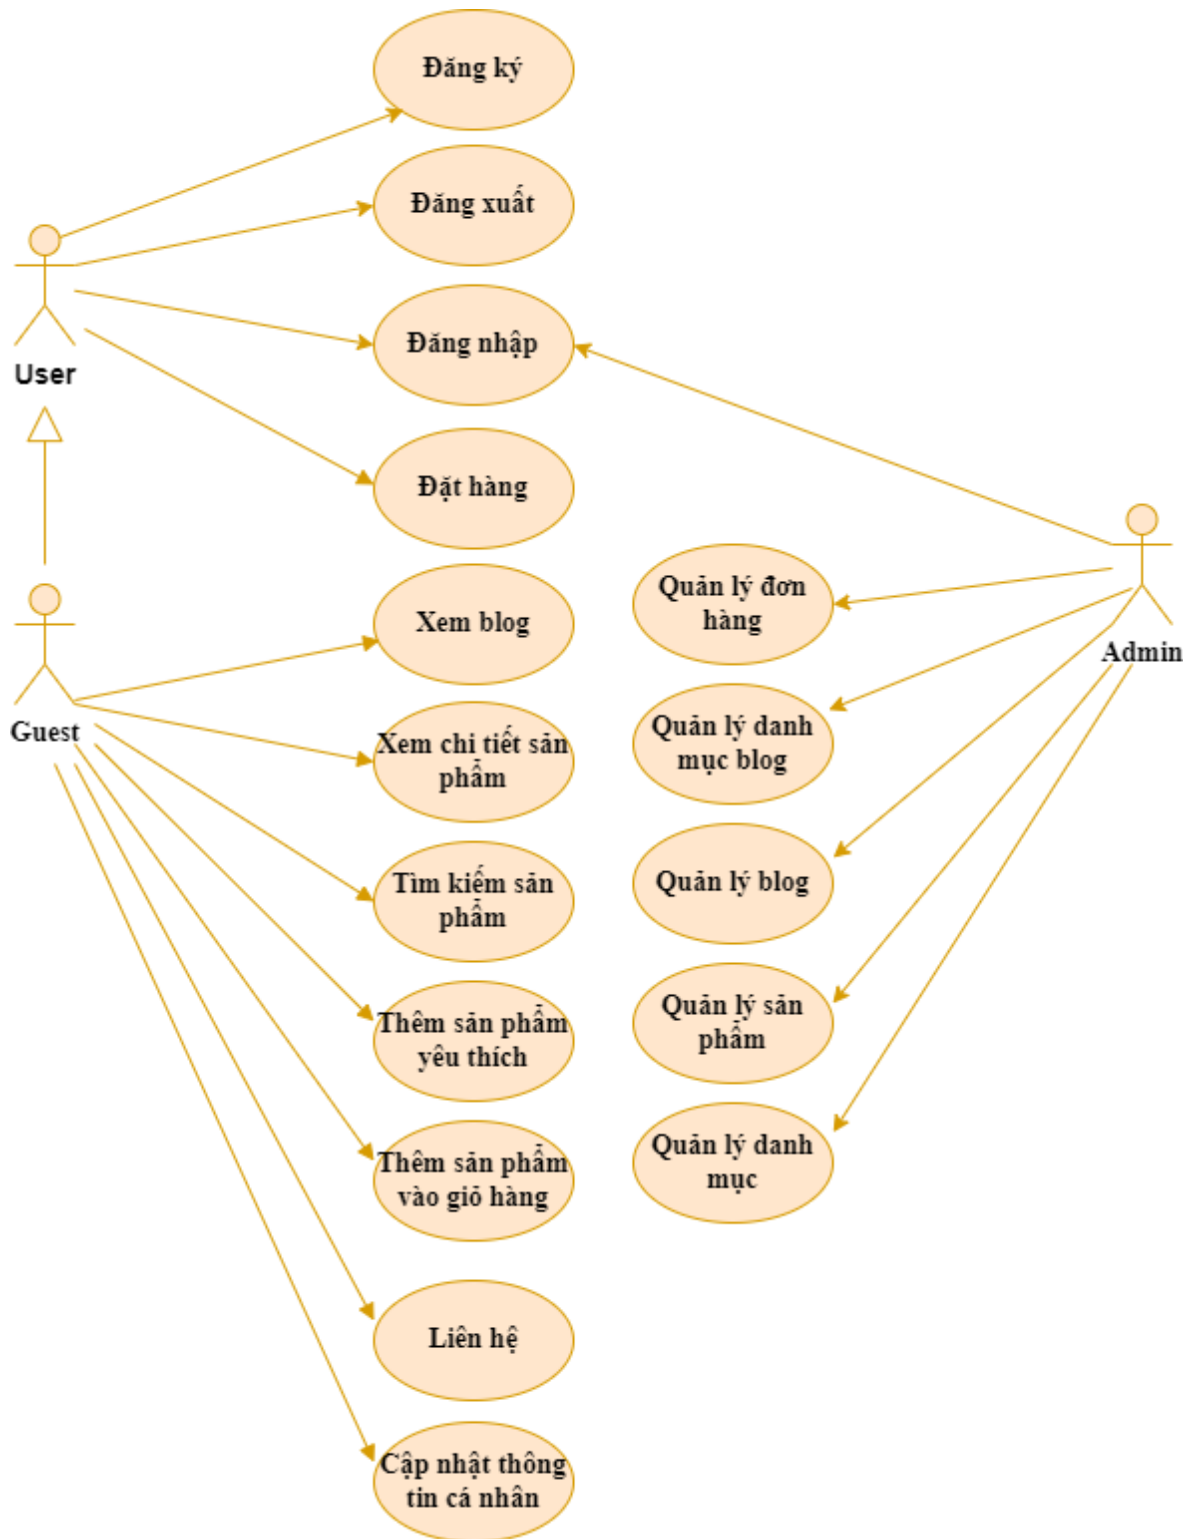 Đăng ký
Đăng xuất
Đăng nhập
User
Đặt hàng
Xem blog
Guest
Xem chi tiết sản
phẩm
Tìm kiếm sản
phẩm
Thêm sản phẩm
yêu thích
Thêm sản phẩm
vào giỏ hàng
Liên hệ
Cập nhật thông
tin cá nhân
Quản lý đơn
hàng
Admin
Quản lý danh
mục blog
Quản lý blog
Quản lý sản
phẩm
Quản lý danh
mục